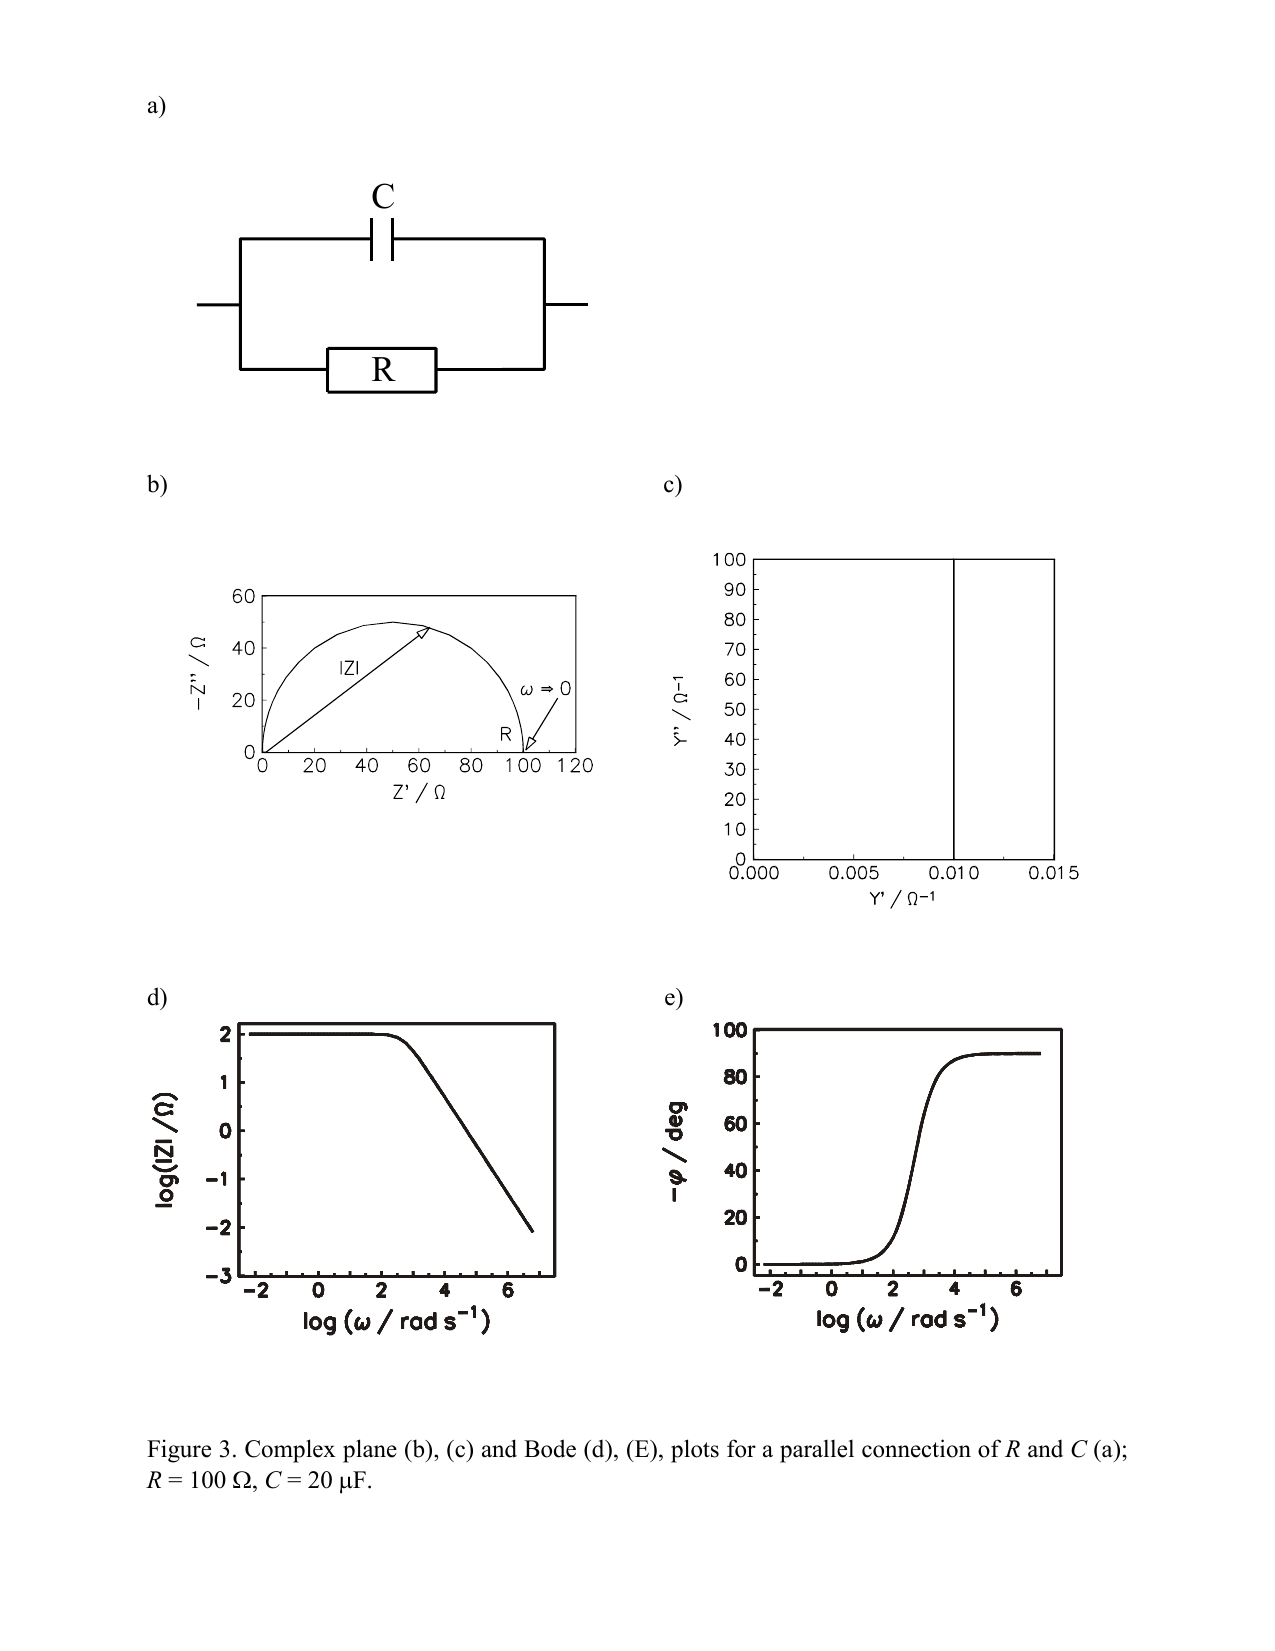 a)
C
R
b)
c)
60
40
20
0
-Z" / Ω
|Z|
ω ⇒ 0
R
0 20 40 60 80 100 120
Z' / Ω
100
90
80
70
60
50
40
30
20
10
0
Y" / Ω⁻¹
0.000 0.005 0.010 0.015
Y' / Ω⁻¹
d)
2
1
0
-1
-2
-3
log(|Z| /Ω)
-2 0 2 4 6
log (ω / rad s⁻¹)
e)
100
80
60
40
20
0
-φ / deg
-2 0 2 4 6
log (ω / rad s⁻¹)
Figure 3. Complex plane (b), (c) and Bode (d), (E), plots for a parallel connection of R and C (a);
R = 100 Ω, C = 20 μF.